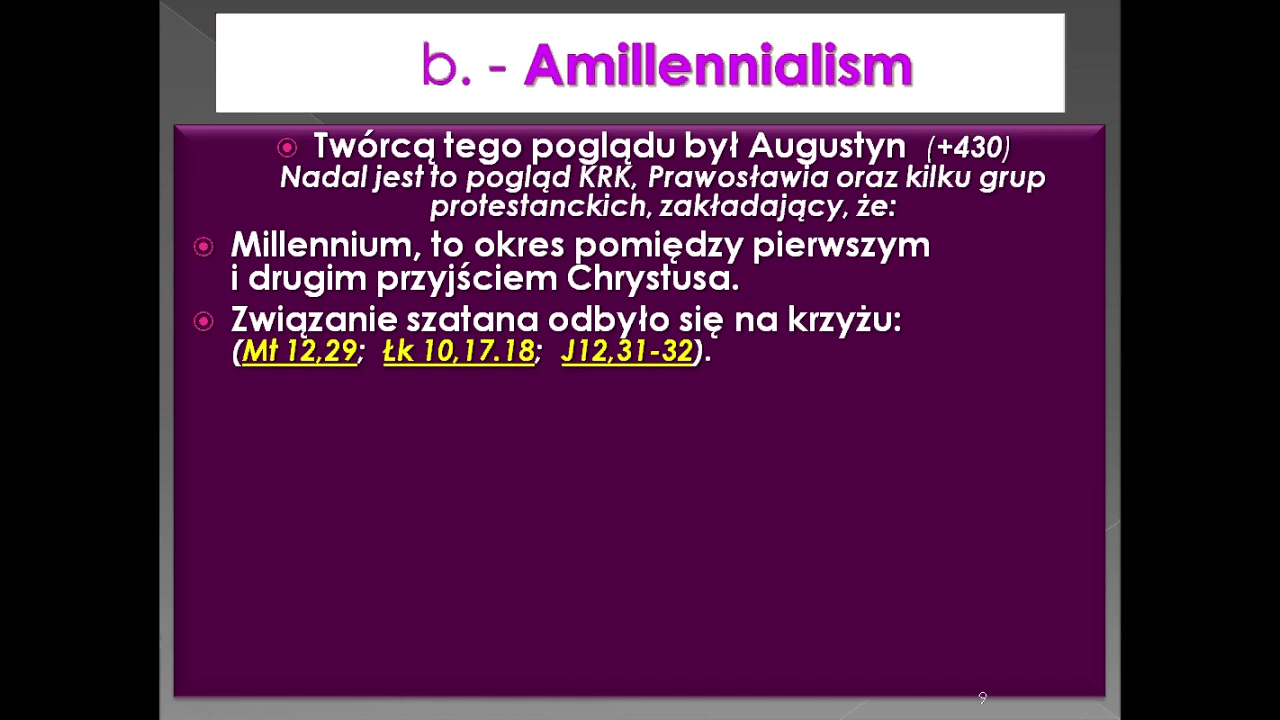 b. - Amillennialism
Twórcą tego poglądu był Augustyn (+430)
Nadal jest to pogląd KRK, Prawosławia oraz kilku grup
protestanckich, zakładający, że:
Millennium, to okres pomiędzy pierwszym
i drugim przyjściem Chrystusa.
Związanie szatana odbyło się na krzyżu:
(Mt 12,29; Łk 10,17.18; J12,31-32).
9